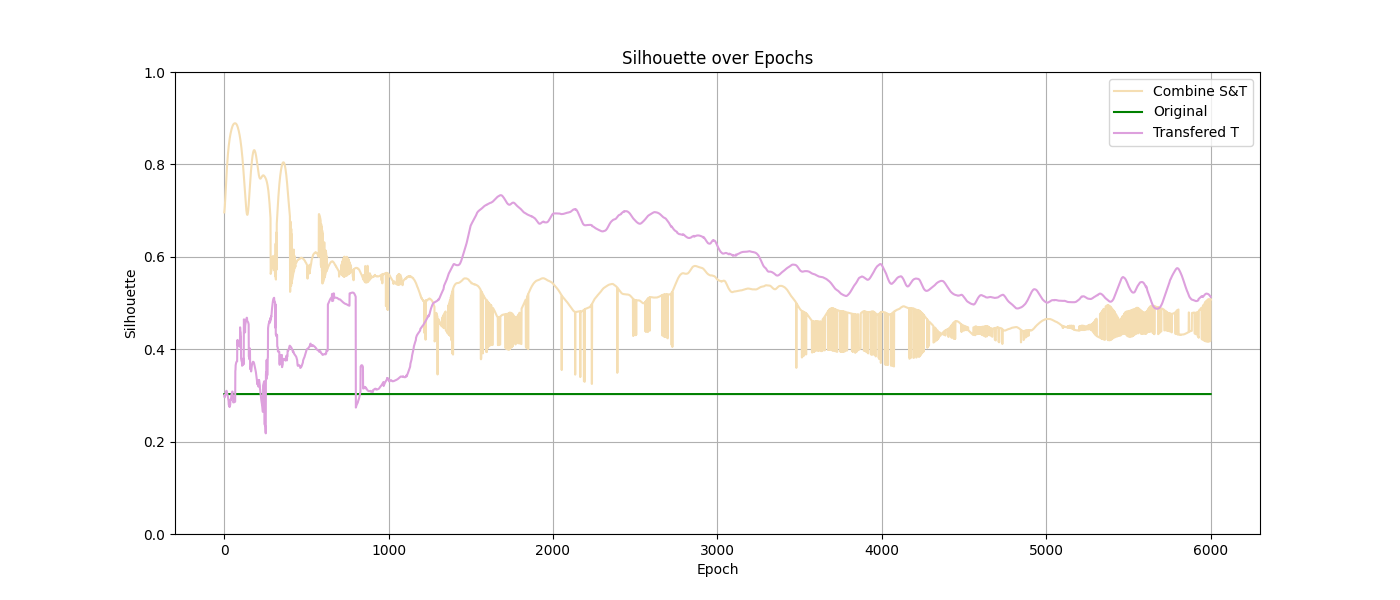 Silhouette over Epochs
Combine S&T
Original
Transfered T
Silhouette
1.0
0.8
0.6
0.4
0.2
0.0
0 1000 2000 3000 4000 5000 6000
Epoch